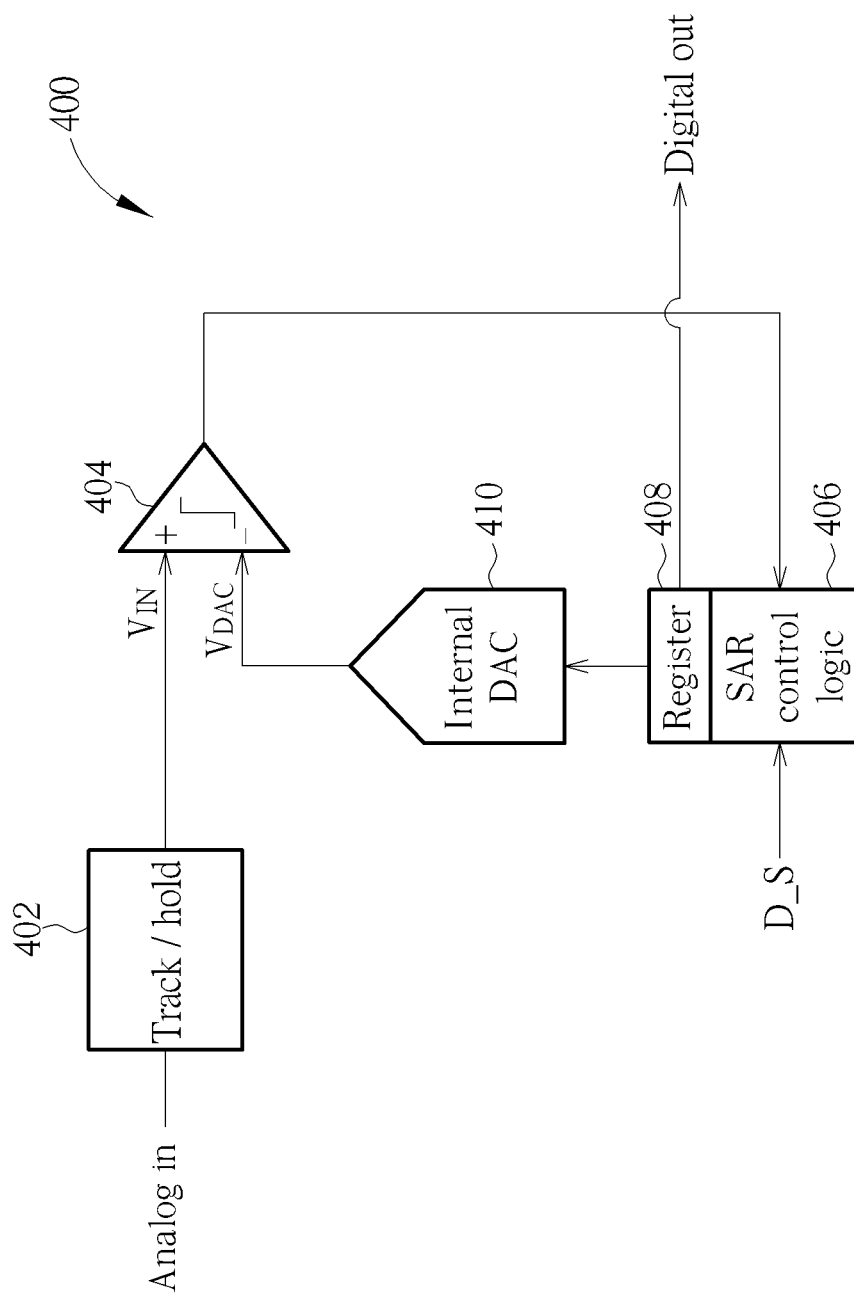 400
402
Analog in
Track / hold
V_IN
404
+
−
V_DAC
Internal
DAC
410
Register
408
Digital out
SAR
control
logic
406
D_S